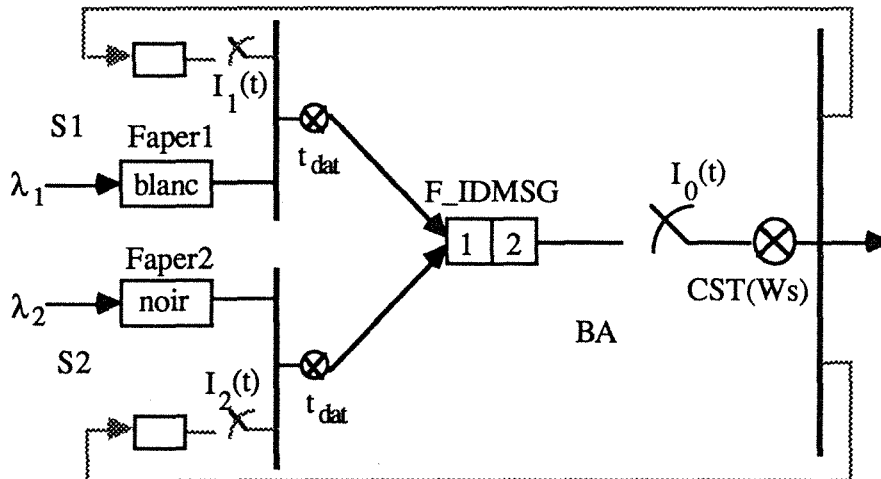 I1(t)
S1
Faper1
λ1
blanc
tdat
F_IDMSG
1 2
I0(t)
CST(Ws)
BA
Faper2
λ2
noir
S2
I2(t)
tdat